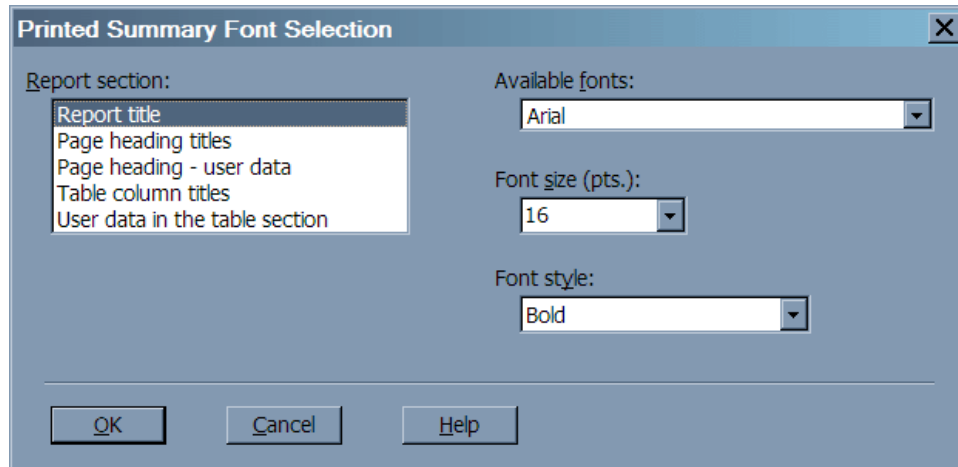 Printed Summary Font Selection
Report section:
Report title
Page heading titles
Page heading - user data
Table column titles
User data in the table section
Available fonts:
Arial
Font size (pts.):
16
Font style:
Bold
OK
Cancel
Help